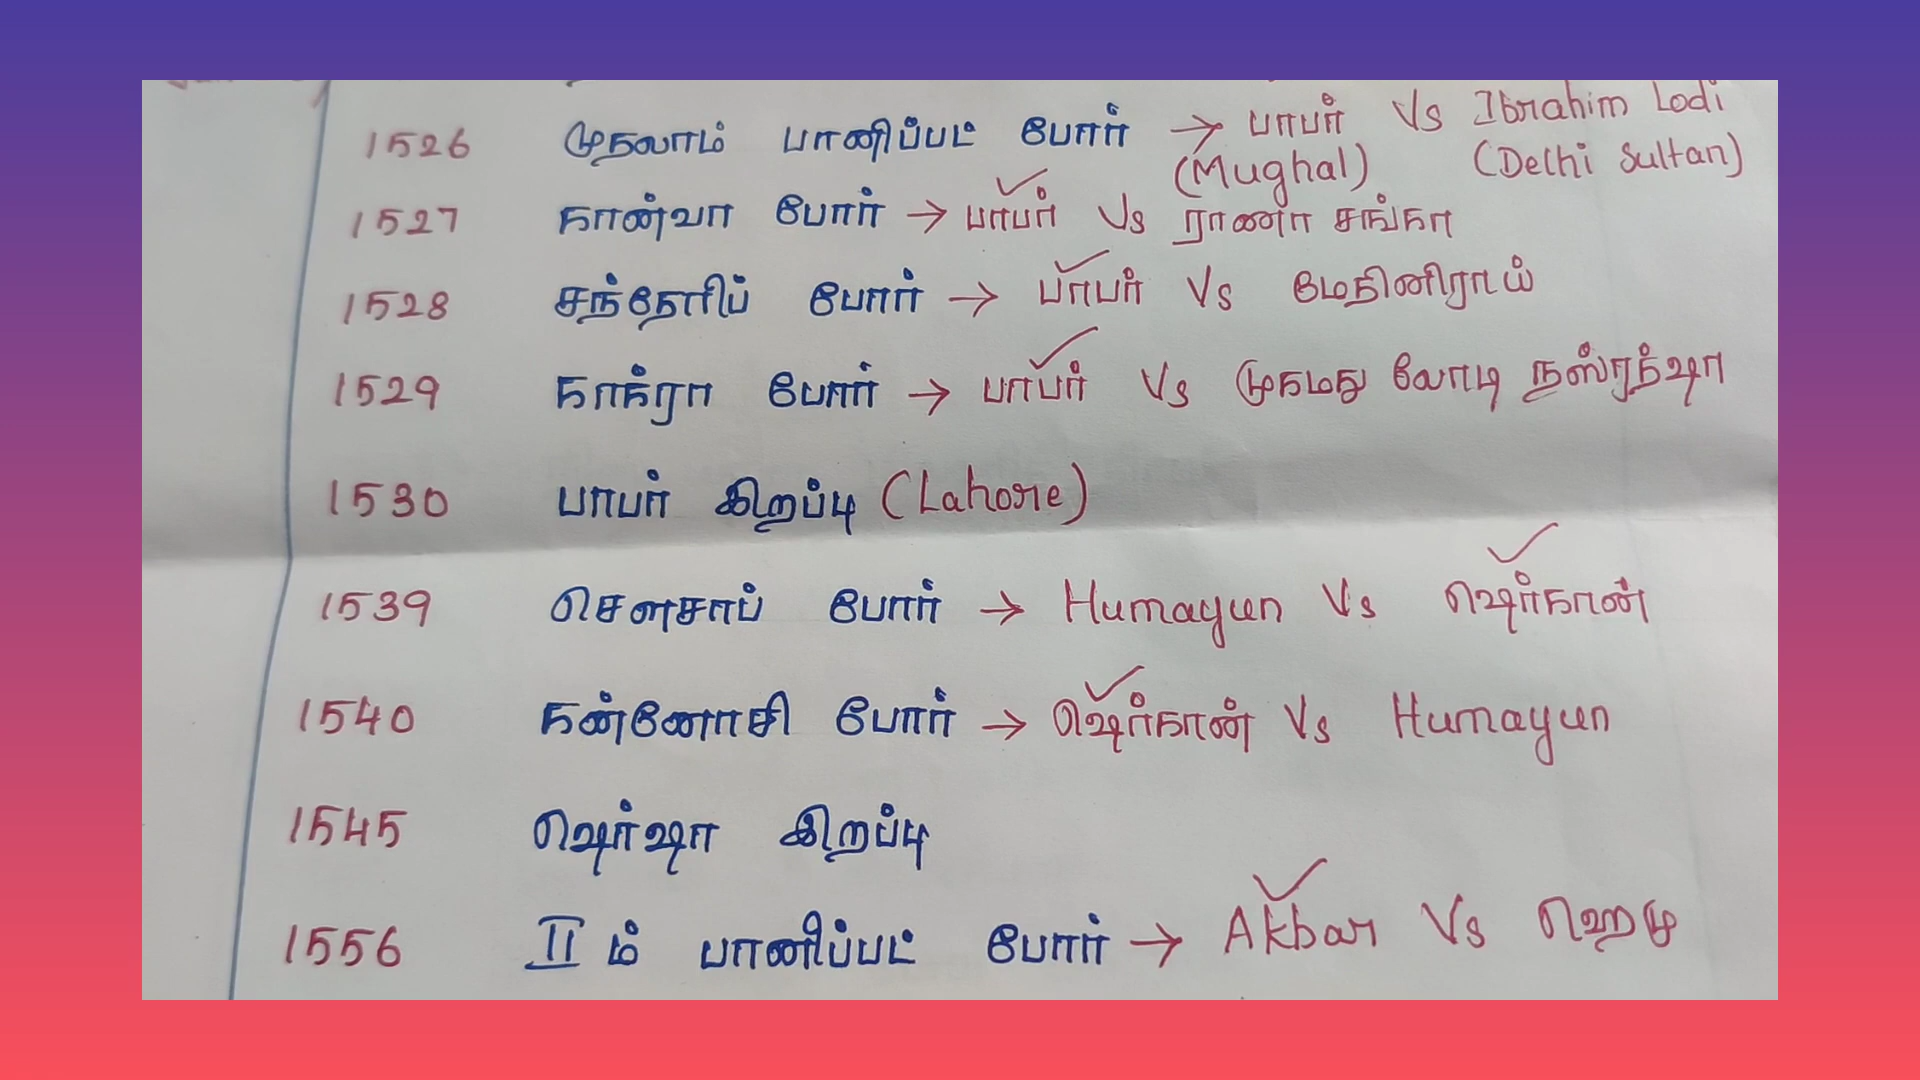 1526 முதலாம் பானிப்பட் போர் → பாபர் Vs Ibrahim Lodi
(Mughal) (Delhi Sultan)
1527 கான்வா போர் → பாபர் Vs ராணா சங்கா
1528 சந்தேரிப் போர் → பாபர் Vs மேதினிராய்
1529 காக்ரா போர் → பாபர் Vs முகமது லோடி நஸ்ரத்ஷா
1530 பாபர் இறப்பு (Lahore)
1539 சௌசாப் போர் → Humayun Vs ஷெர்கான்
1540 கன்னோசி போர் → ஷெர்கான் Vs Humayun
1545 ஷெர்ஷா இறப்பு
1556 II ம் பானிப்பட் போர் → Akbar Vs ஹெமு